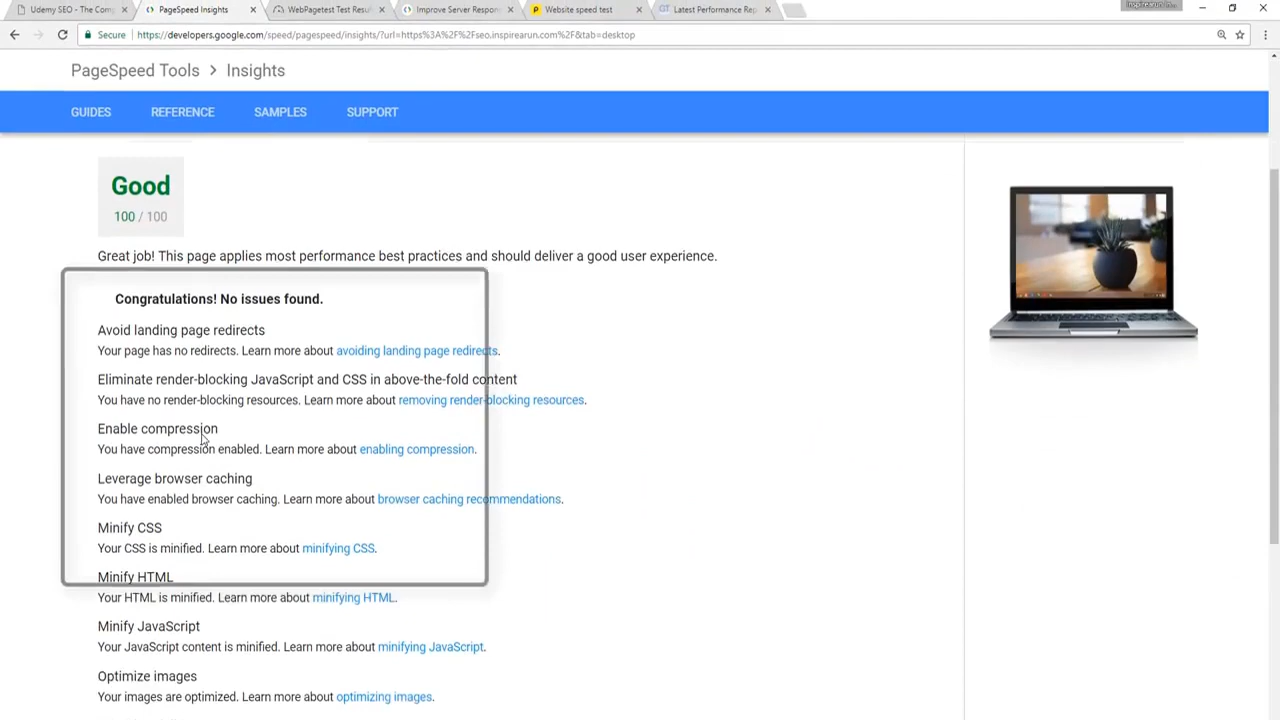 Udemy SEO - The Comp
PageSpeed Insights
WebPagetest Test Resul
Improve Server Respon
Website speed test
Latest Performance Rep
Secure
https://developers.google.com/speed/pagespeed/insights/?url=https%3A%2F%2Fseo.inspirearun.com%2F&tab=desktop
PageSpeed Tools > Insights
GUIDES REFERENCE SAMPLES SUPPORT
Good
100 / 100
Great job! This page applies most performance best practices and should deliver a good user experience.
Congratulations! No issues found.
Avoid landing page redirects
Your page has no redirects. Learn more about avoiding landing page redirects.
Eliminate render-blocking JavaScript and CSS in above-the-fold content
You have no render-blocking resources. Learn more about removing render-blocking resources.
Enable compression
You have compression enabled. Learn more about enabling compression.
Leverage browser caching
You have enabled browser caching. Learn more about browser caching recommendations.
Minify CSS
Your CSS is minified. Learn more about minifying CSS.
Minify HTML
Your HTML is minified. Learn more about minifying HTML.
Minify JavaScript
Your JavaScript content is minified. Learn more about minifying JavaScript.
Optimize images
Your images are optimized. Learn more about optimizing images.